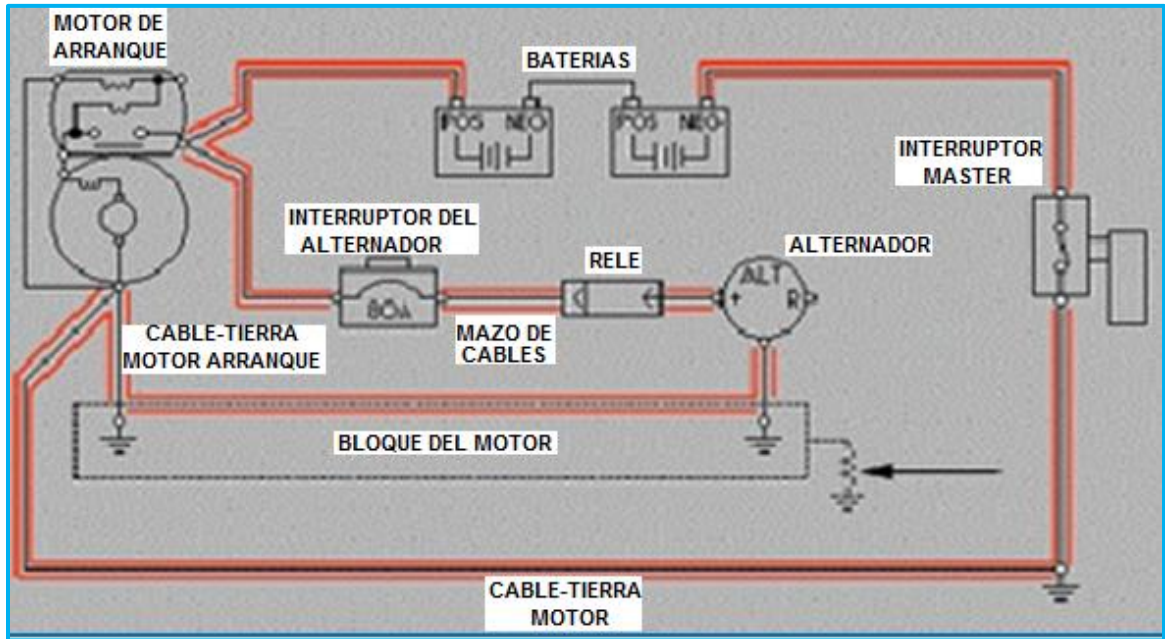 MOTOR DE
ARRANQUE
BATERIAS
POS NEG
POS NEG
INTERRUPTOR
MASTER
INTERRUPTOR DEL
ALTERNADOR
80A
RELE
ALTERNADOR
ALT
+ R
MAZO DE
CABLES
CABLE-TIERRA
MOTOR ARRANQUE
BLOQUE DEL MOTOR
CABLE-TIERRA
MOTOR